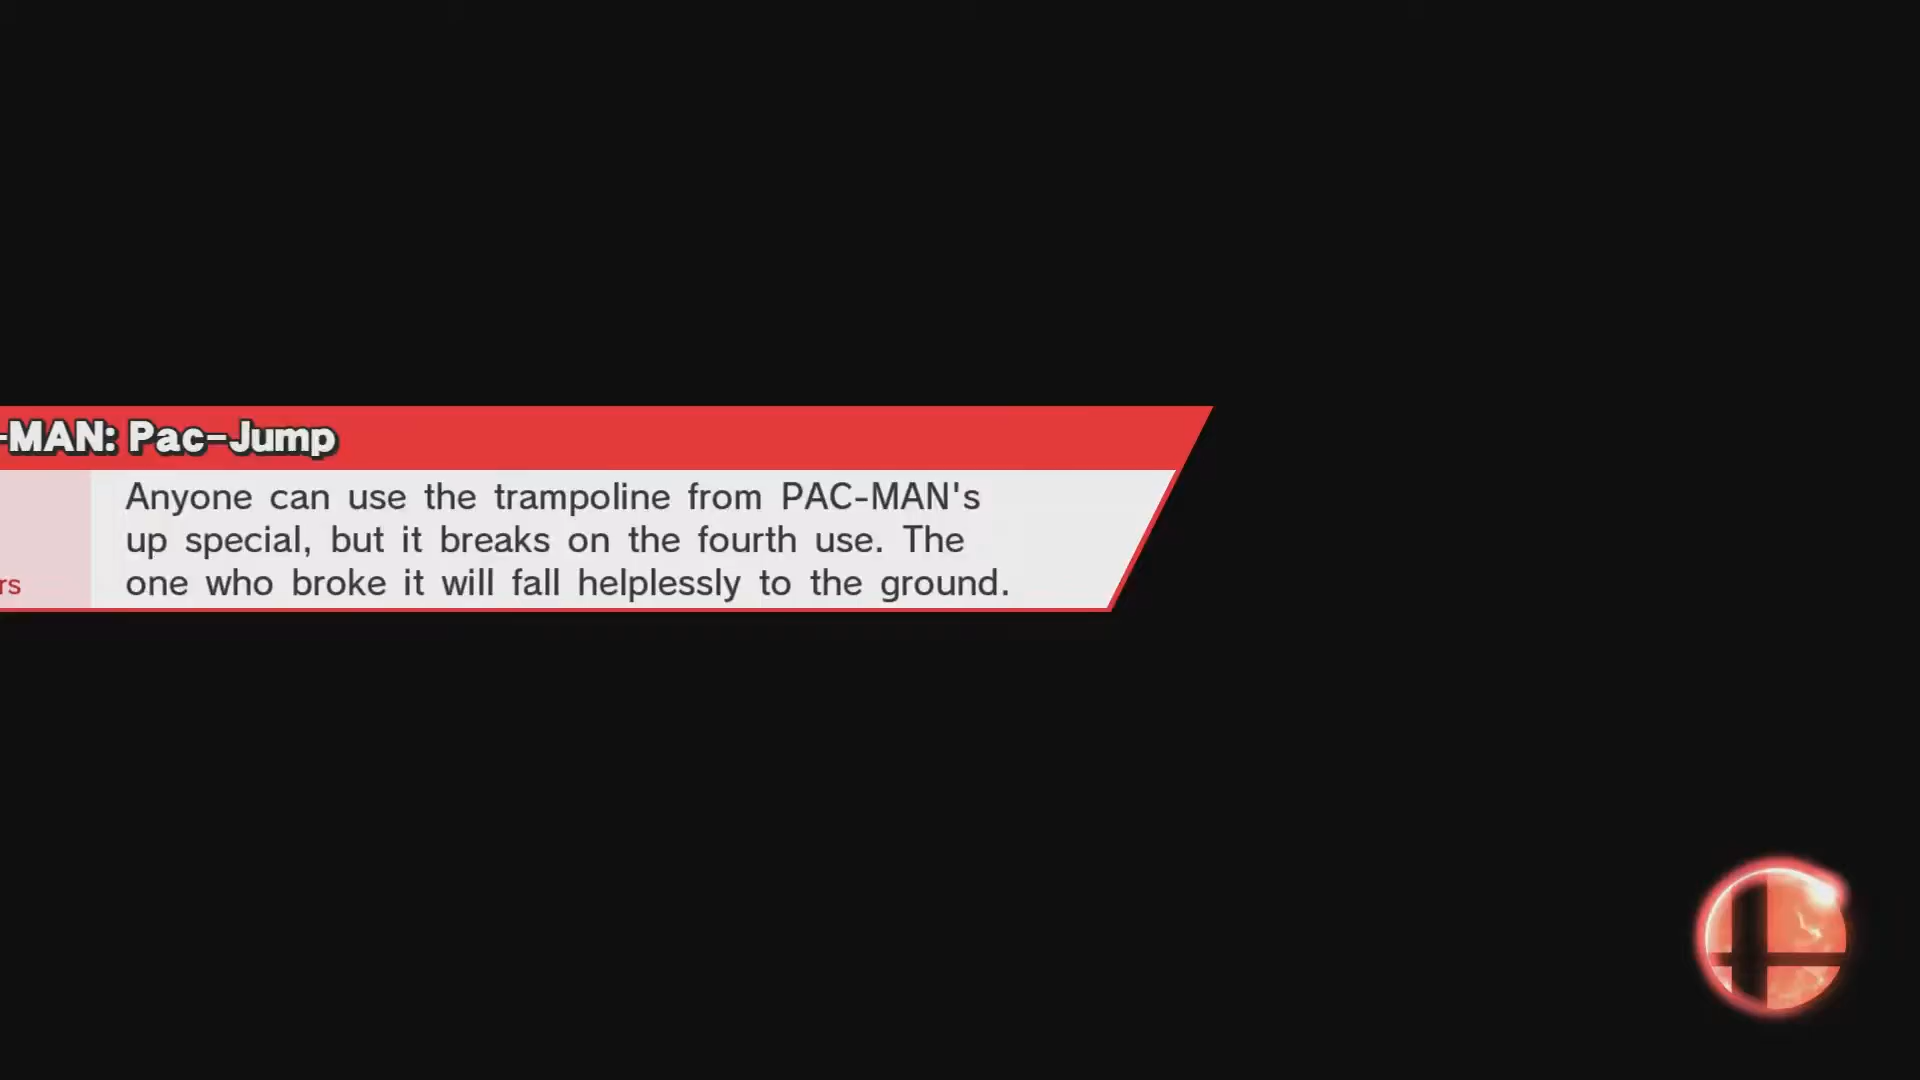 -MAN: Pac-Jump
Anyone can use the trampoline from PAC-MAN's
up special, but it breaks on the fourth use. The
one who broke it will fall helplessly to the ground.
rs